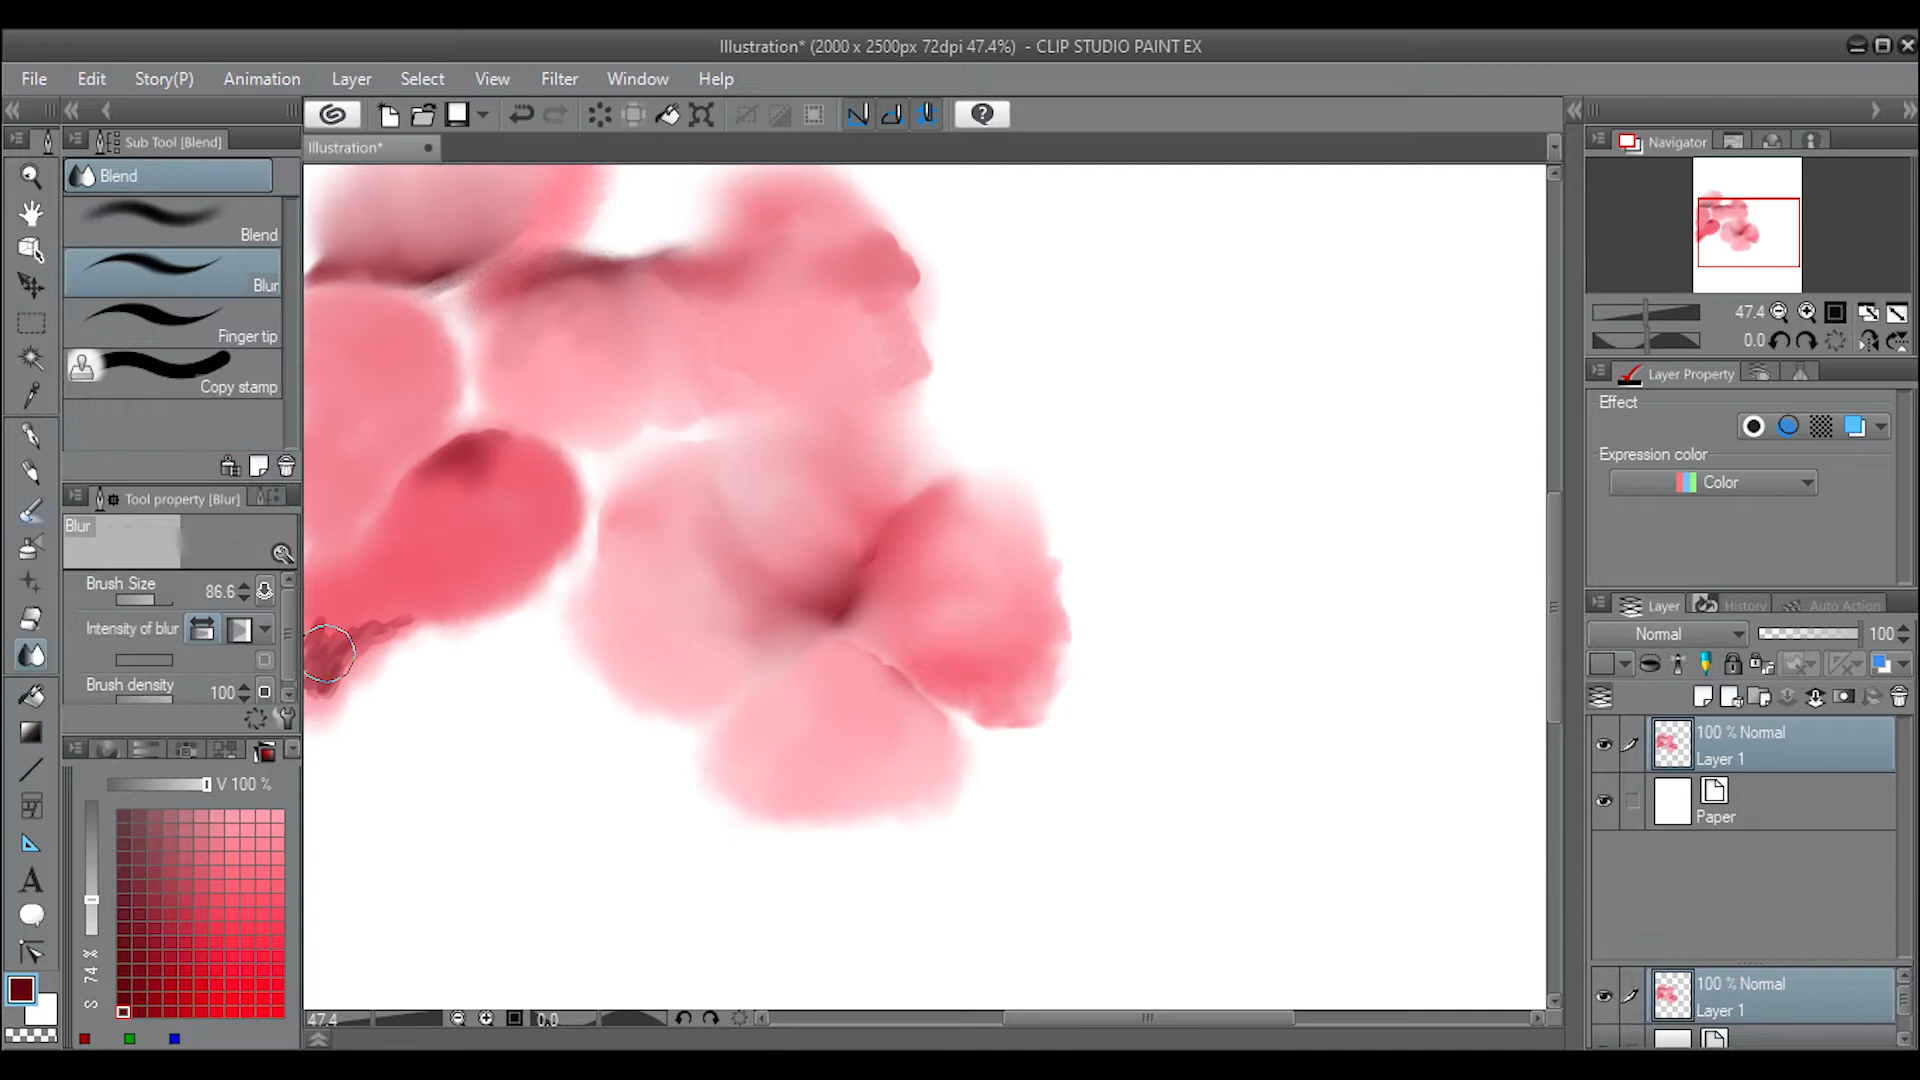 Illustration* (2000 x 2500px 72dpi 47.4%) - CLIP STUDIO PAINT EX
File Edit Story(P) Animation Layer Select View Filter Window Help
Sub Tool [Blend]
Illustration*
Navigator
Blend
Blend
Blur
Finger tip
Copy stamp
47.4
0.0
Layer Property
Effect
Expression color
Color
Tool property [Blur]
Blur
Brush Size 86.6
Intensity of blur
Brush density 100
Layer History Auto Action
Normal 100
100 % Normal
Layer 1
Paper
V 100 %
S 74 %
A
100 % Normal
Layer 1
47.4 0.0